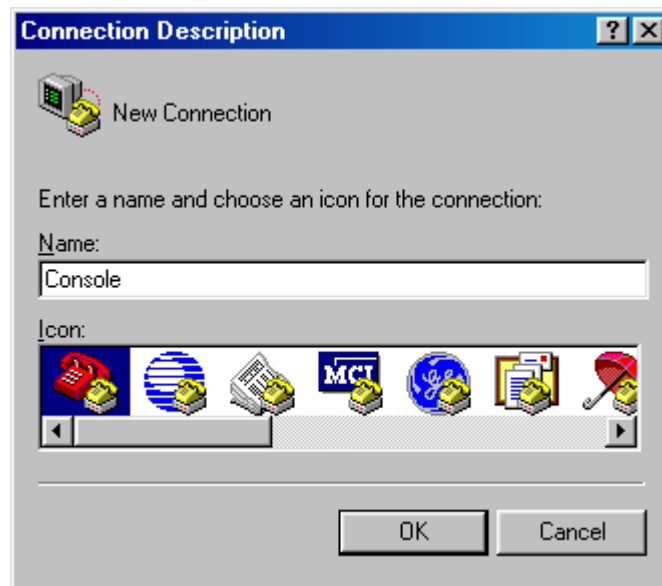 Connection Description
New Connection
Enter a name and choose an icon for the connection:
Name:
Console
Icon:
MCI
OK Cancel